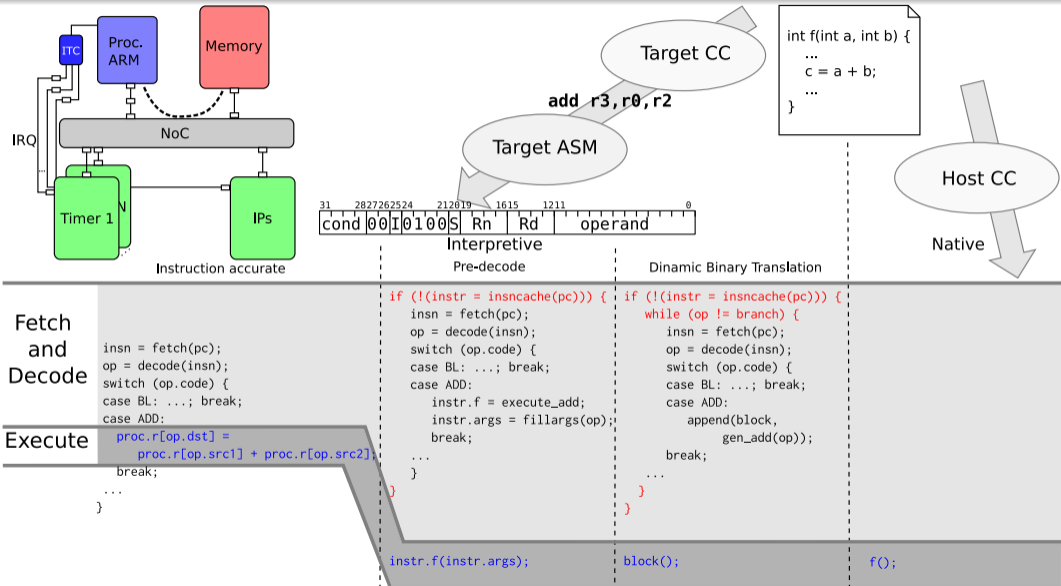 ITC
Proc.
ARM
Memory
NoC
IRQ
...
Timer 1
N
...
IPs
Instruction accurate
Target CC
add r3,r0,r2
Target ASM
31 2827262524 212019 1615 1211 0
cond 00I0100S Rn Rd operand
Interpretive
Pre-decode
Dinamic Binary Translation
int f(int a, int b) {
...
c = a + b;
...
}
Host CC
Native
Fetch
and
Decode
Execute
insn = fetch(pc);
op = decode(insn);
switch (op.code) {
case BL: ...; break;
case ADD:
proc.r[op.dst] =
proc.r[op.src1] + proc.r[op.src2];
break;
...
}
if (!(instr = insncache(pc))) {
insn = fetch(pc);
op = decode(insn);
switch (op.code) {
case BL: ...; break;
case ADD:
instr.f = execute_add;
instr.args = fillargs(op);
break;
...
}
}
instr.f(instr.args);
if (!(instr = insncache(pc))) {
while (op != branch) {
insn = fetch(pc);
op = decode(insn);
switch (op.code) {
case BL: ...; break;
case ADD:
append(block,
gen_add(op));
break;
...
}
}
block();
f();